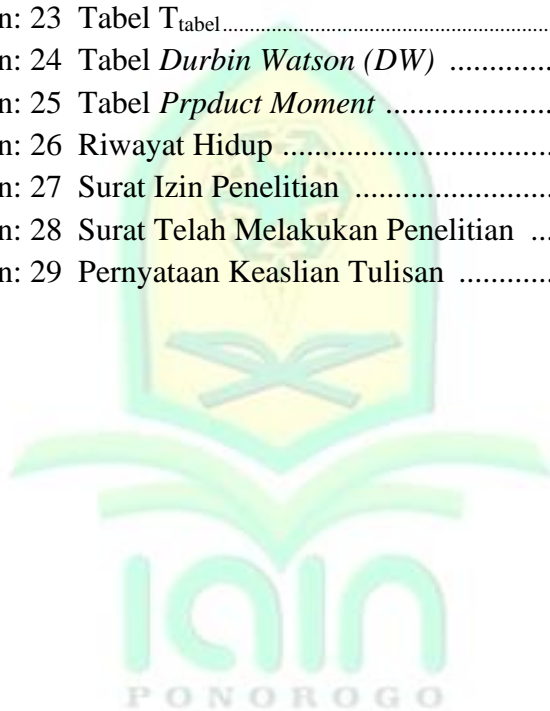 n: 23 Tabel Ttabel....................................................................
n: 24 Tabel Durbin Watson (DW) .............
n: 25 Tabel Prpduct Moment .....................
n: 26 Riwayat Hidup ..................................
n: 27 Surat Izin Penelitian .........................
n: 28 Surat Telah Melakukan Penelitian ...
n: 29 Pernyataan Keaslian Tulisan ............
IAIN
PONOROGO